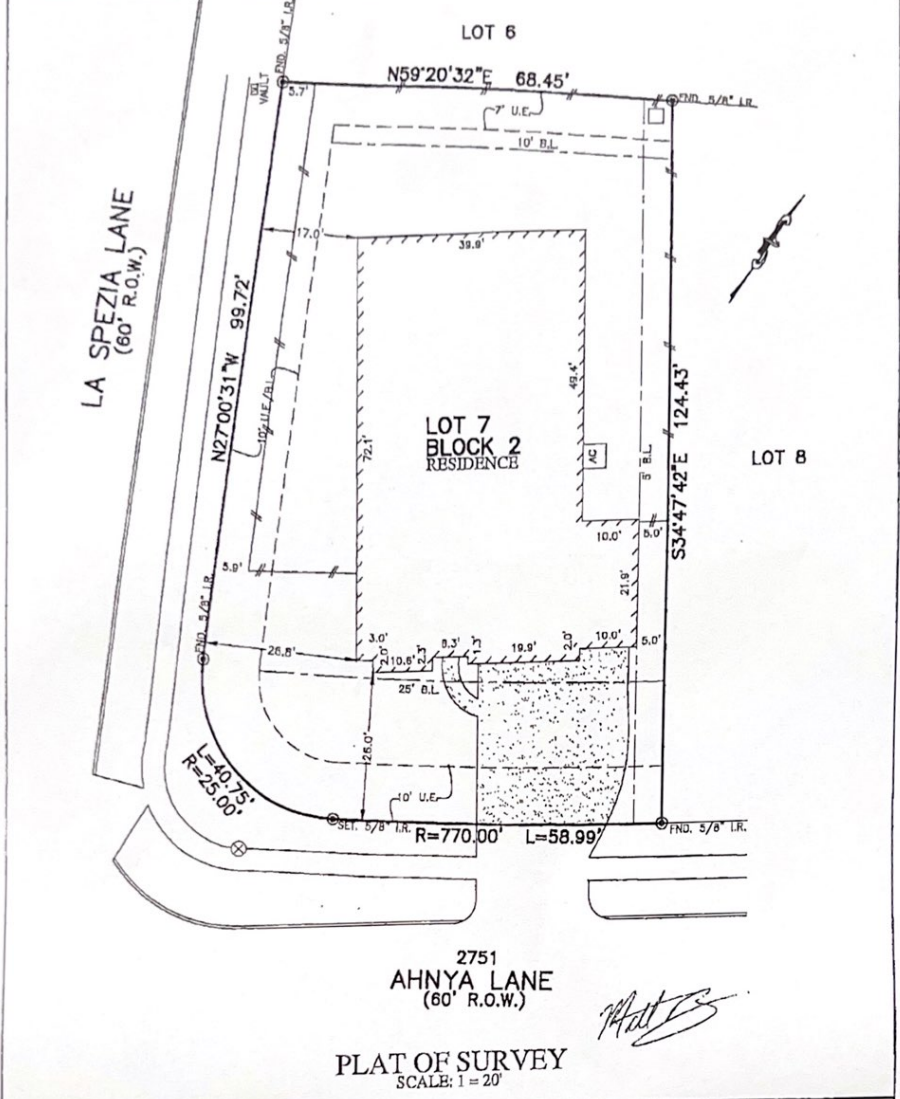 LOT 6
FND. 5/8" I.R.
N59°20'32"E 68.45'
FND. 5/8" I.R.
VAULT
5.7'
7' U.E.
10' B.L.
17.0'
39.9'
LA SPEZIA LANE
(60' R.O.W.)
N27°00'31"W 99.72'
10' U.E/B.L
72.1'
49.4'
LOT 7
BLOCK 2
RESIDENCE
AC
5' B.L.
S34°47'42"E 124.43'
LOT 8
10.0'
5.0'
5.9'
21.9'
FND. 5/8" I.R.
26.8'
3.0'
2.0'
10.6'
2.3'
1.3'
19.9'
2.0'
10.0'
5.0'
25' B.L.
25.0'
L=40.75'
R=25.00'
10' U.E.
SET. 5/8" I.R.
R=770.00' L=58.99'
FND. 5/8" I.R.
2751
AHNYA LANE
(60' R.O.W.)
PLAT OF SURVEY
SCALE: 1 = 20'